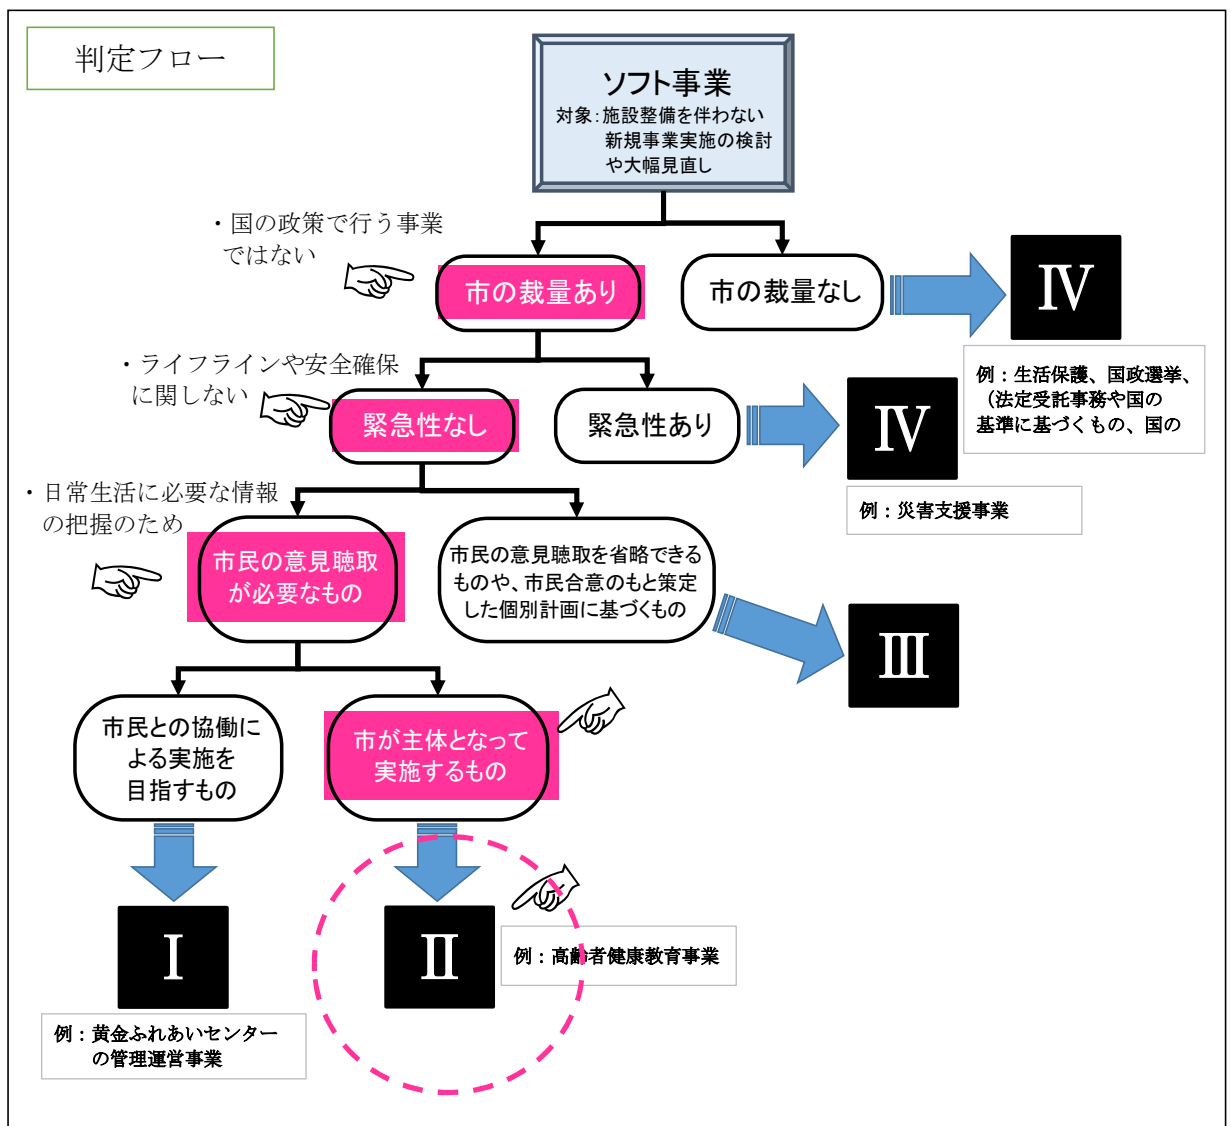 判定フロー
ソフト事業
対象：施設整備を伴わない
新規事業実施の検討
や大幅見直し
・国の政策で行う事業
ではない
市の裁量あり
市の裁量なし
Ⅳ
例：生活保護、国政選挙、
（法定受託事務や国の
基準に基づくもの、国の
・ライフラインや安全確保
に関しない
緊急性なし
緊急性あり
Ⅳ
例：災害支援事業
・日常生活に必要な情報
の把握のため
市民の意見聴取
が必要なもの
市民の意見聴取を省略できる
ものや、市民合意のもと策定
した個別計画に基づくもの
Ⅲ
市民との協働に
よる実施を
目指すもの
市が主体となって
実施するもの
Ⅰ
例：黄金ふれあいセンター
の管理運営事業
Ⅱ
例：高齢者健康教育事業